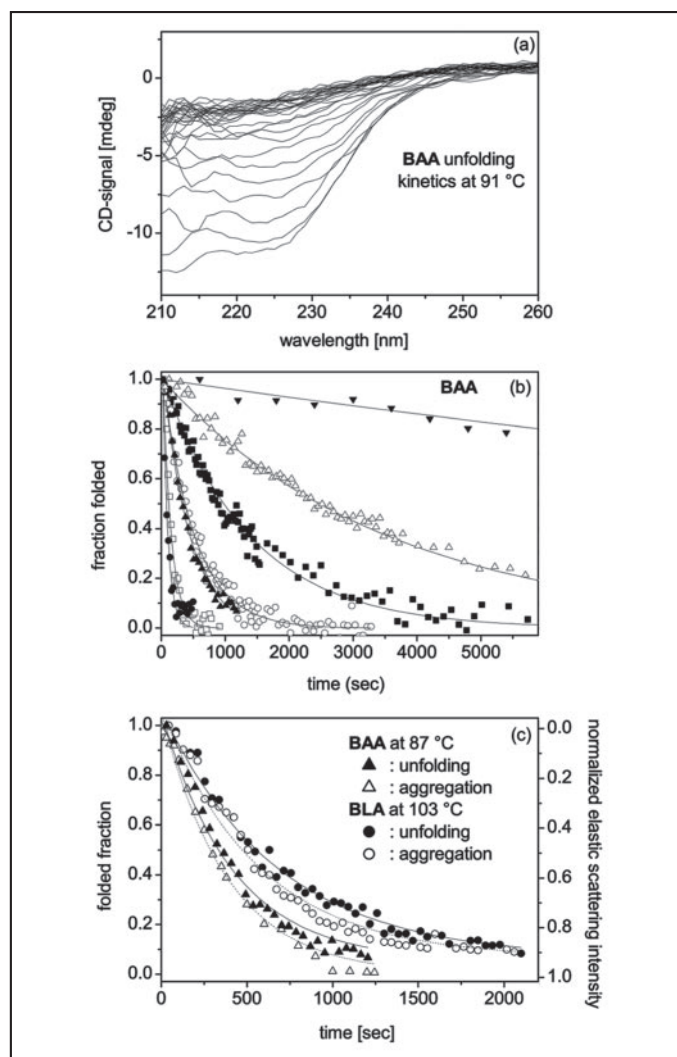 (a)
0
-5
-10
CD-signal [mdeg]
BAA unfolding
kinetics at 91 °C
210 220 230 240 250 260
wavelength [nm]
BAA (b)
1.0
0.8
0.6
0.4
0.2
0.0
fraction folded
0 1000 2000 3000 4000 5000
time (sec)
(c)
1.0
0.8
0.6
0.4
0.2
0.0
folded fraction
BAA at 87 °C
: unfolding
: aggregation
BLA at 103 °C
: unfolding
: aggregation
0.0
0.2
0.4
0.6
0.8
1.0
normalized elastic scattering intensity
0 500 1000 1500 2000
time [sec]